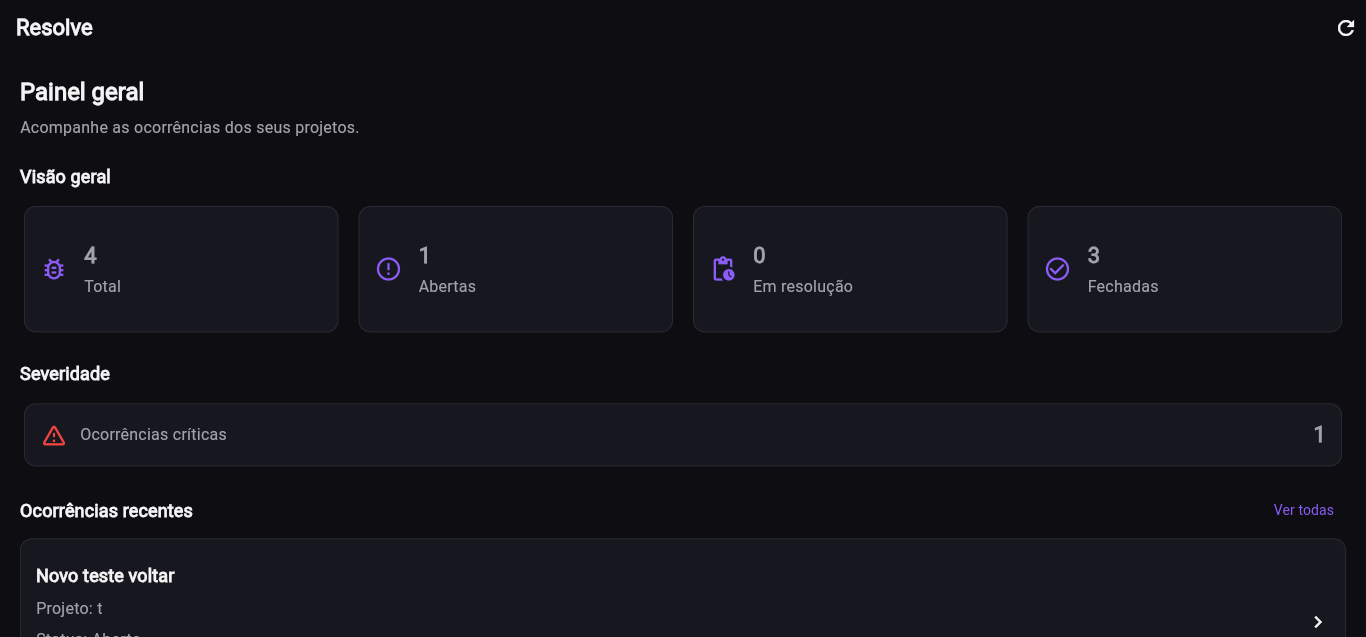 Resolve
Painel geral
Acompanhe as ocorrências dos seus projetos.
Visão geral
4
Total
1
Abertas
0
Em resolução
3
Fechadas
Severidade
Ocorrências críticas
1
Ocorrências recentes
Ver todas
Novo teste voltar
Projeto: t